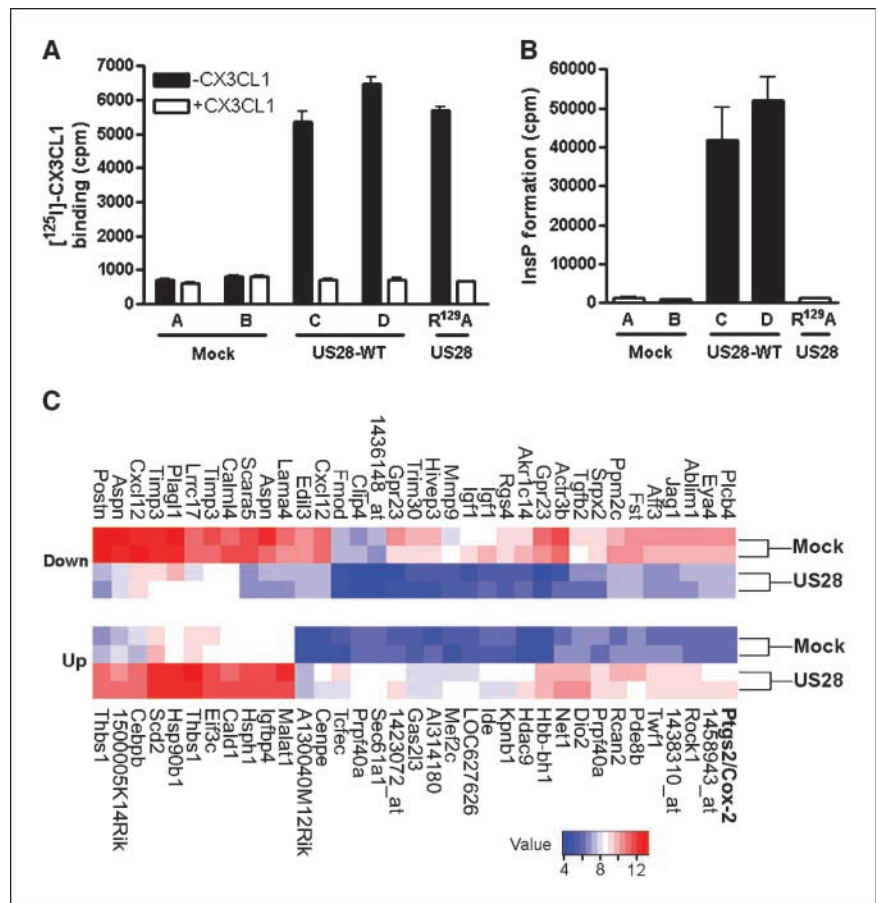 A
[¹²⁵I]-CX3CL1
binding (cpm)
7000
6000
5000
4000
3000
2000
1000
0
-CX3CL1
+CX3CL1
A
B
C
D
R¹²⁹A
Mock
US28-WT
US28
B
InsP formation (cpm)
60000
50000
40000
30000
20000
10000
0
A
B
C
D
R¹²⁹A
Mock
US28-WT
US28
C
Postn
Aspn
Cxcl12
Timp3
Plagl1
Lrrc17
Timp3
Calml4
Scara5
Aspn
Lama4
Edil3
Cxcl12
Fmod
Clip4
1436148_at
Gpr23
Trim30
Hivep3
Mmp9
Igf1
Igf1
Rgs4
Akr1c14
Gpr23
Actr3b
Tgfb2
Srpx2
Ppm2c
Fst
Aff3
Jag1
Ablim1
Eya4
Plcb4
Down
Mock
US28
Up
Mock
US28
Thbs1
1500005K14Rik
Cebpb
Scd2
Hsp90b1
Thbs1
Eif3c
Cald1
Hsph1
Igfbp4
Malat1
A130040M12Rik
Cenpe
Tcfec
Prpf40a
Sec61a1
1423072_at
Gas2l3
AI314180
Mef2c
LOC627626
Ide
Kpnb1
Hdac9
Hbb-bh1
Net1
Dio2
Prpf40a
Rcan2
Pde8b
Twf1
1438310_at
Rock1
1458943_at
Ptgs2/Cox-2
Value
4
8
12